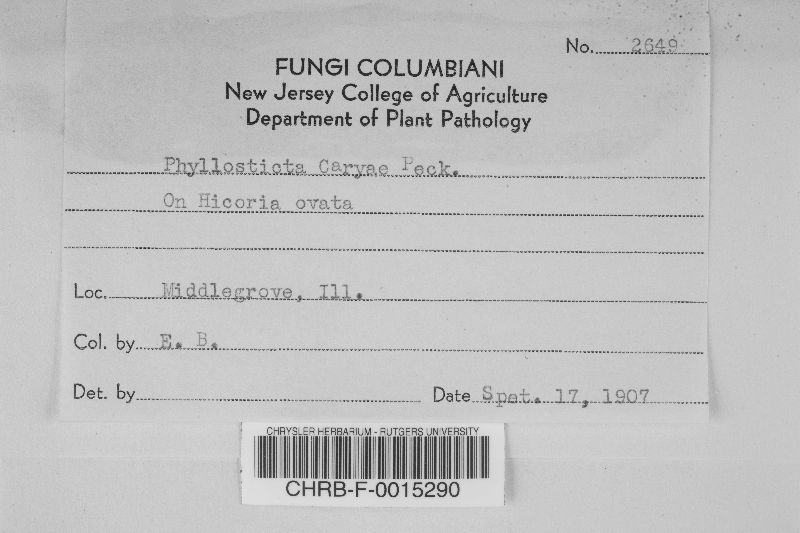 No. 2649
FUNGI COLUMBIANI
New Jersey College of Agriculture
Department of Plant Pathology
Phyllosticta Caryae Peck.
On Hicoria ovata
Loc. Middlegrove, Ill.
Col. by E. B.
Det. by
Date Spet. 17, 1907
CHRYSLER HERBARIUM - RUTGERS UNIVERSITY
CHRB-F-0015290